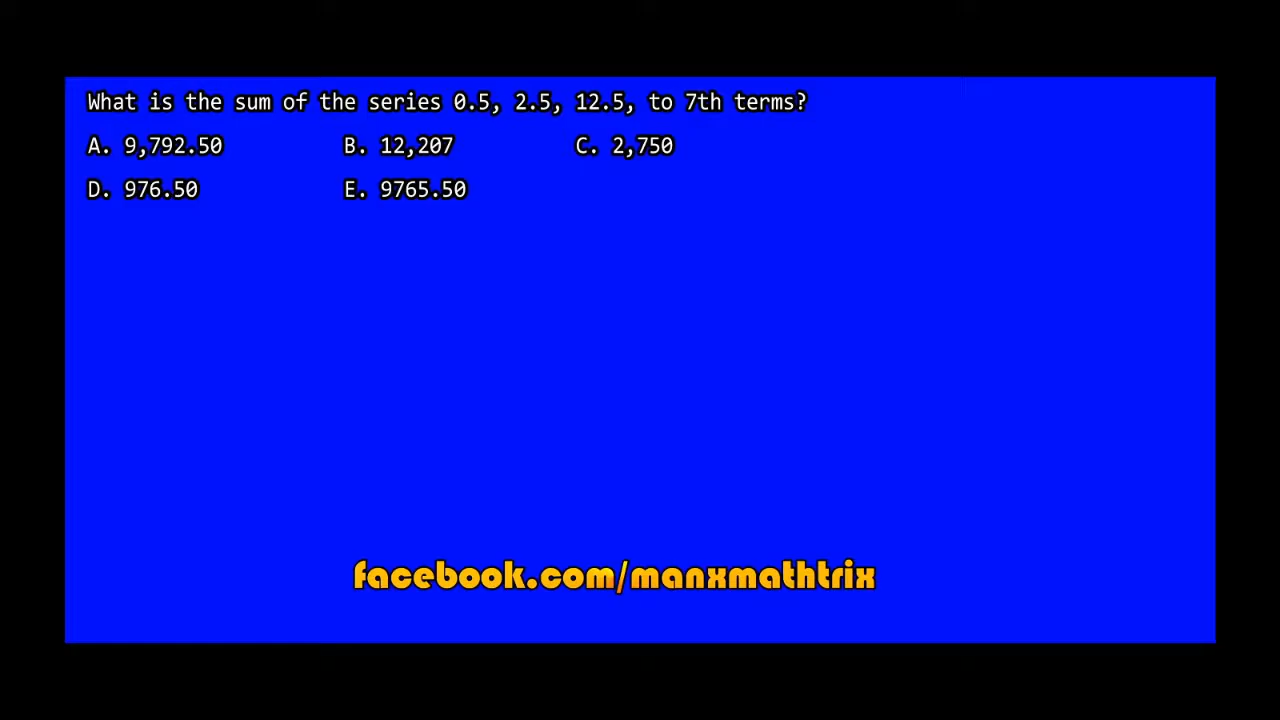 What is the sum of the series 0.5, 2.5, 12.5, to 7th terms?
A. 9,792.50 B. 12,207 C. 2,750
D. 976.50 E. 9765.50
facebook.com/manxmathtrix